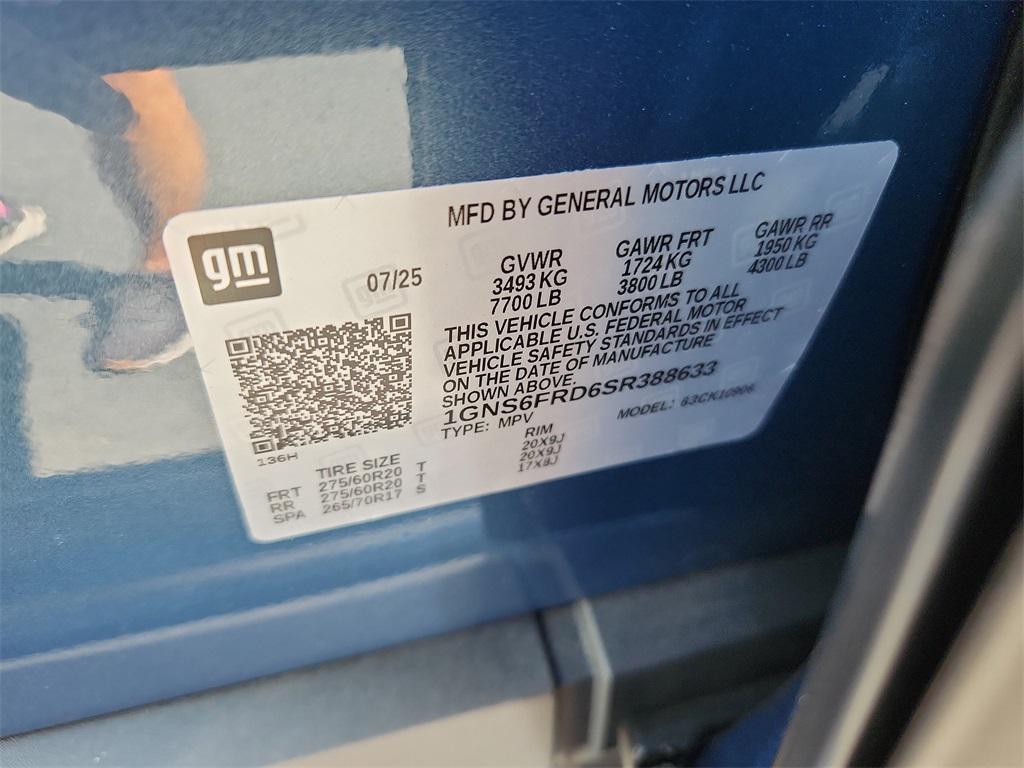 MFD BY GENERAL MOTORS LLC
gm
07/25
GVWR
3493 KG
7700 LB
GAWR FRT
1724 KG
3800 LB
GAWR RR
1950 KG
4300 LB
THIS VEHICLE CONFORMS TO ALL
APPLICABLE U.S. FEDERAL MOTOR
VEHICLE SAFETY STANDARDS IN EFFECT
ON THE DATE OF MANUFACTURE
SHOWN ABOVE.
1GNS6FRD6SR388633
TYPE: MPV
MODEL: 63CK10906
136H
TIRE SIZE
RIM
FRT 275/60R20 T 20X9J
RR 275/60R20 T 20X9J
SPA 265/70R17 S 17X8J